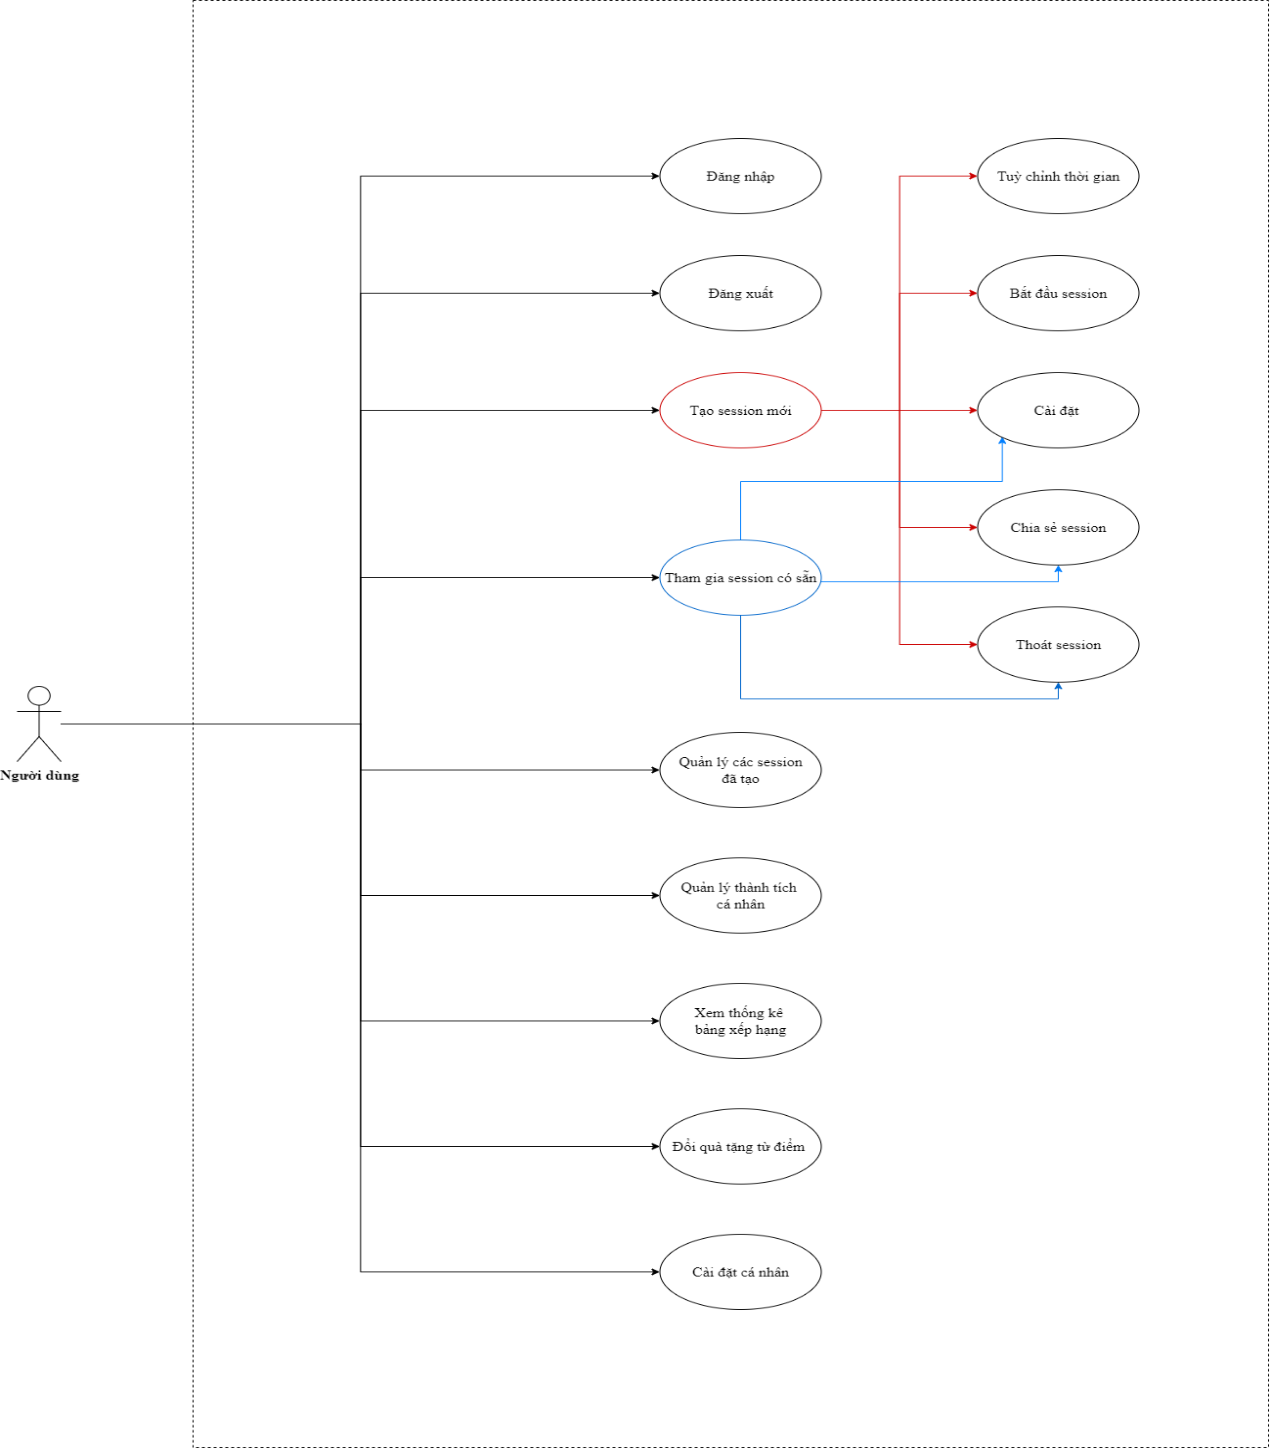 Đăng nhập
Tuỳ chỉnh thời gian
Đăng xuất
Bắt đầu session
Tạo session mới
Cài đặt
Chia sẻ session
Tham gia session có sẵn
Thoát session
Người dùng
Quản lý các session
đã tạo
Quản lý thành tích
cá nhân
Xem thống kê
bảng xếp hạng
Đổi quà tặng từ điểm
Cài đặt cá nhân